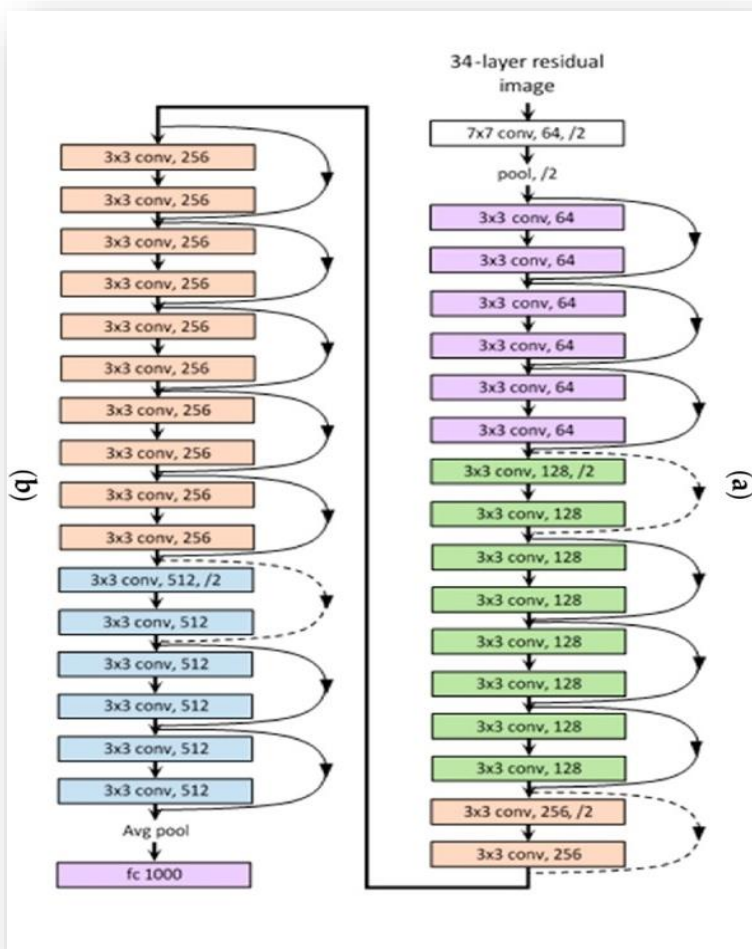 34-layer residual
image
7x7 conv, 64, /2
pool, /2
3x3 conv, 64
3x3 conv, 64
3x3 conv, 64
3x3 conv, 64
3x3 conv, 64
3x3 conv, 64
3x3 conv, 128, /2
3x3 conv, 128
3x3 conv, 128
3x3 conv, 128
3x3 conv, 128
3x3 conv, 128
3x3 conv, 128
3x3 conv, 128
3x3 conv, 256, /2
3x3 conv, 256
(a)
3x3 conv, 256
3x3 conv, 256
3x3 conv, 256
3x3 conv, 256
3x3 conv, 256
3x3 conv, 256
3x3 conv, 256
3x3 conv, 256
3x3 conv, 256
3x3 conv, 256
3x3 conv, 512, /2
3x3 conv, 512
3x3 conv, 512
3x3 conv, 512
3x3 conv, 512
3x3 conv, 512
Avg pool
fc 1000
(b)